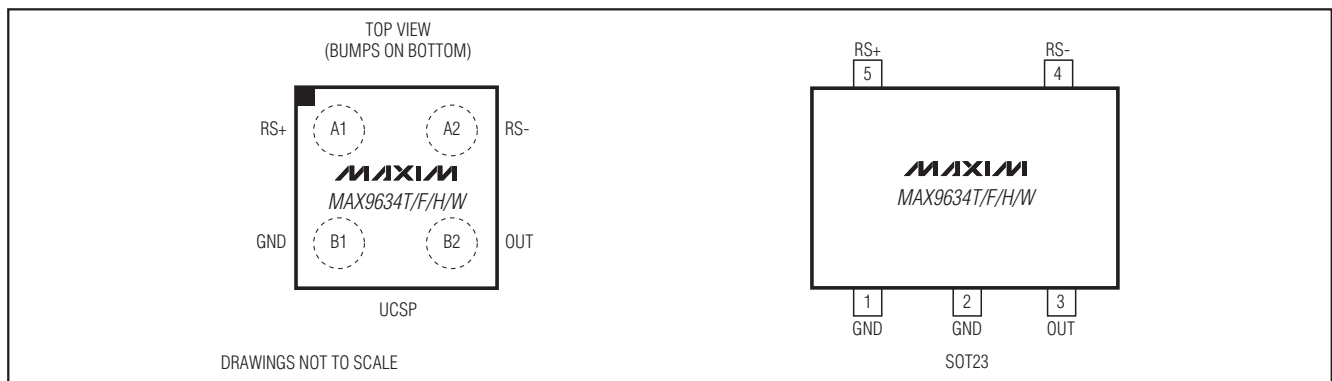 TOP VIEW
(BUMPS ON BOTTOM)
RS+ A1 A2 RS-
MAXIM
MAX9634T/F/H/W
GND B1 B2 OUT
UCSP
DRAWINGS NOT TO SCALE
RS+ RS-
5 4
MAXIM
MAX9634T/F/H/W
1 2 3
GND GND OUT
SOT23